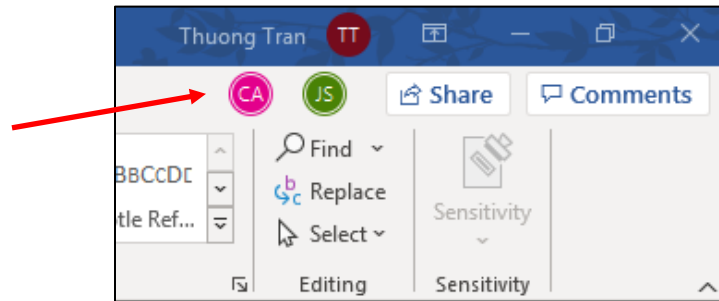 Thuong Tran TT
CA JS Share Comments
Find
BBCCDE
Replace
Sensitivity
tle Ref...
Select
Editing Sensitivity